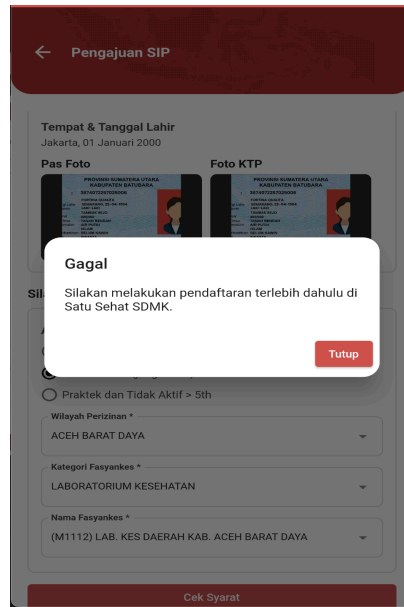 Pengajuan SIP
Tempat & Tanggal Lahir
Jakarta, 01 Januari 2000
Pas Foto
Foto KTP
PROVINSI SUMATERA UTARA
KABUPATEN BATUBARA
PROVINSI SUMATERA UTARA
KABUPATEN BATUBARA
Gagal
Silakan melakukan pendaftaran terlebih dahulu di
Satu Sehat SDMK.
Tutup
Praktek dan Tidak Aktif > 5th
Wilayah Perizinan *
ACEH BARAT DAYA
Kategori Fasyankes *
LABORATORIUM KESEHATAN
Nama Fasyankes *
(M1112) LAB. KES DAERAH KAB. ACEH BARAT DAYA
Cek Syarat